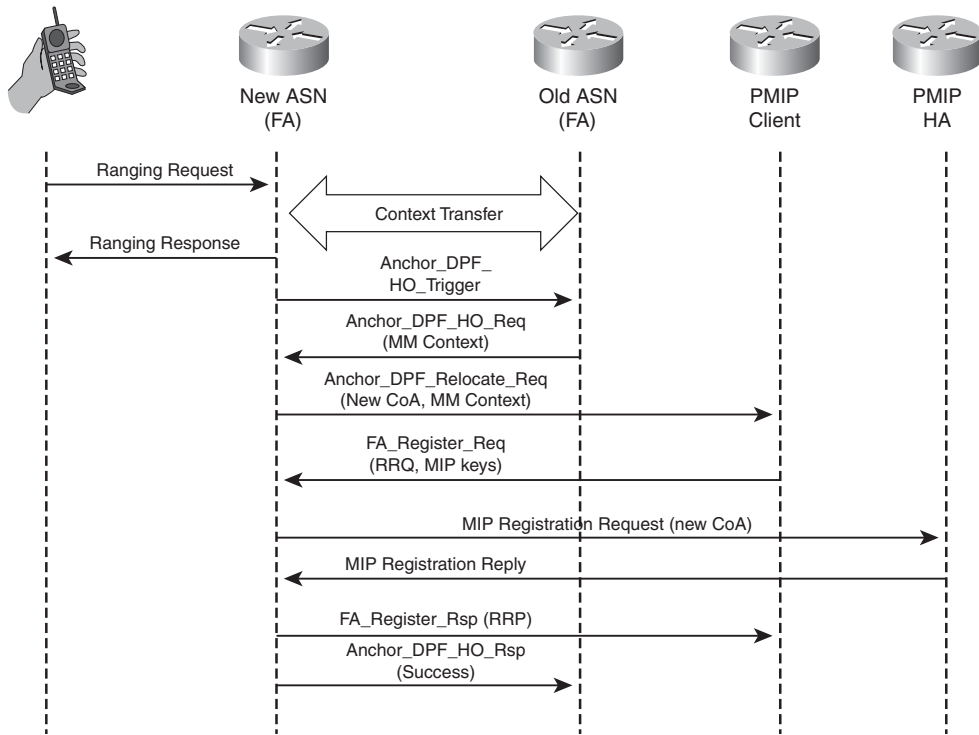 New ASN
(FA)
Old ASN
(FA)
PMIP
Client
PMIP
HA
Ranging Request
Context Transfer
Ranging Response
Anchor_DPF_
HO_Trigger
Anchor_DPF_HO_Req
(MM Context)
Anchor_DPF_Relocate_Req
(New CoA, MM Context)
FA_Register_Req
(RRQ, MIP keys)
MIP Registration Request (new CoA)
MIP Registration Reply
FA_Register_Rsp (RRP)
Anchor_DPF_HO_Rsp
(Success)